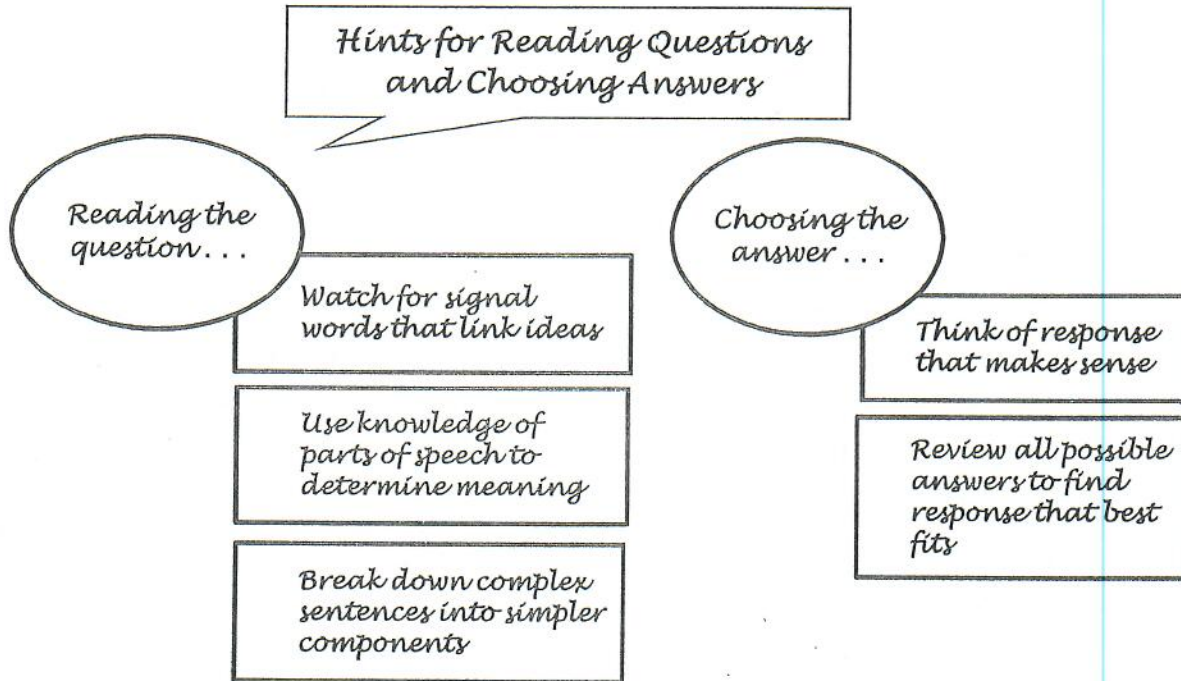 Hints for Reading Questions
and Choosing Answers
Reading the
question . . .
Watch for signal
words that link ideas
Use knowledge of
parts of speech to
determine meaning
Break down complex
sentences into simpler
components
Choosing the
answer . . .
Think of response
that makes sense
Review all possible
answers to find
response that best
fits